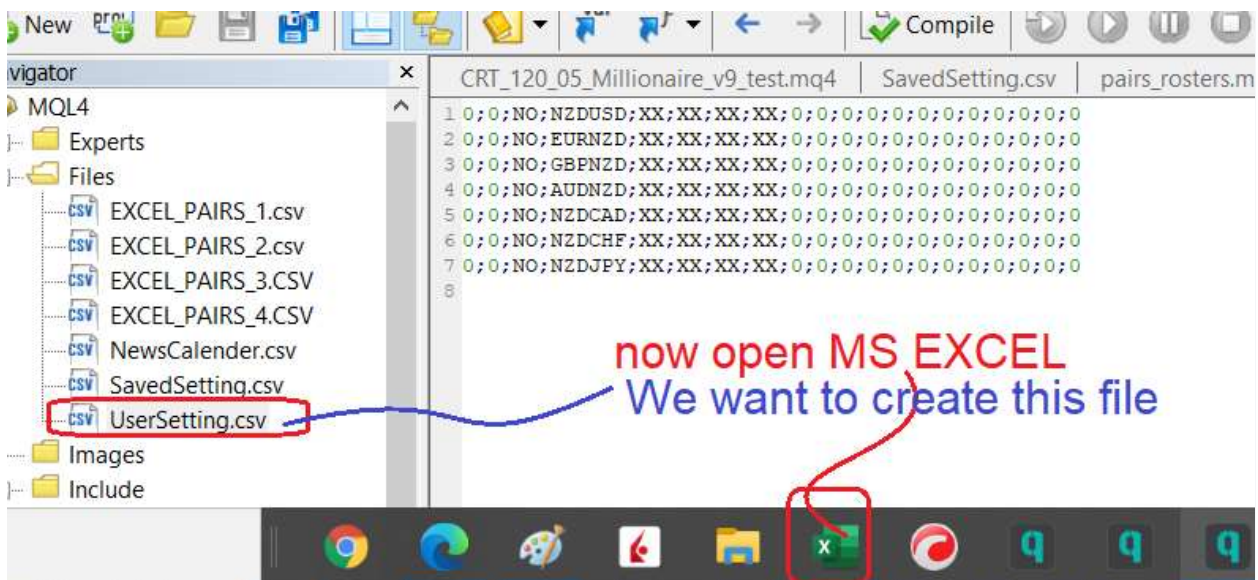 New
Compile
vigator
MQL4
Experts
Files
EXCEL_PAIRS_1.csv
EXCEL_PAIRS_2.csv
EXCEL_PAIRS_3.CSV
EXCEL_PAIRS_4.CSV
NewsCalender.csv
SavedSetting.csv
UserSetting.csv
Images
Include
CRT_120_05_Millionaire_v9_test.mq4 SavedSetting.csv pairs_rosters.m
1 0;0;NO;NZDUSD;XX;XX;XX;XX;0;0;0;0;0;0;0;0;0;0;0;0
2 0;0;NO;EURNZD;XX;XX;XX;XX;0;0;0;0;0;0;0;0;0;0;0;0
3 0;0;NO;GBPNZD;XX;XX;XX;XX;0;0;0;0;0;0;0;0;0;0;0;0
4 0;0;NO;AUDNZD;XX;XX;XX;XX;0;0;0;0;0;0;0;0;0;0;0;0
5 0;0;NO;NZDCAD;XX;XX;XX;XX;0;0;0;0;0;0;0;0;0;0;0;0
6 0;0;NO;NZDCHF;XX;XX;XX;XX;0;0;0;0;0;0;0;0;0;0;0;0
7 0;0;NO;NZDJPY;XX;XX;XX;XX;0;0;0;0;0;0;0;0;0;0;0;0
8
now open MS EXCEL
We want to create this file